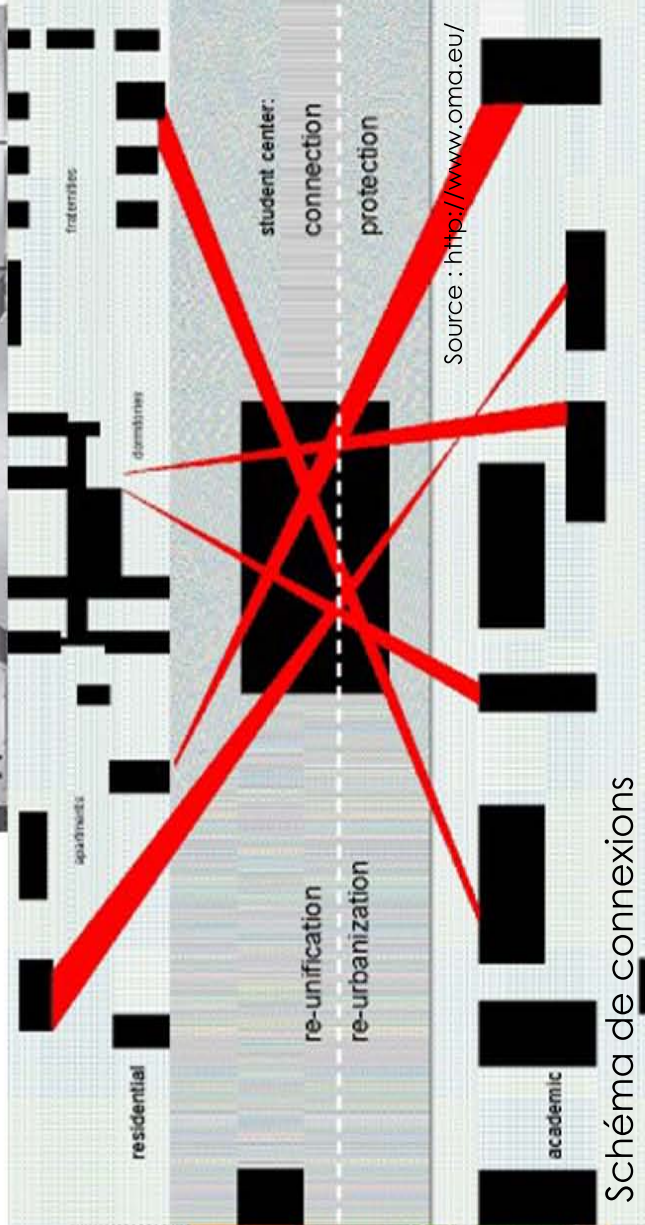 fraternities
dormitories
apartments
residential
student center:
connection
protection
re-unification
re-urbanization
academic
Source : http://www.oma.eu/
Schéma de connexions